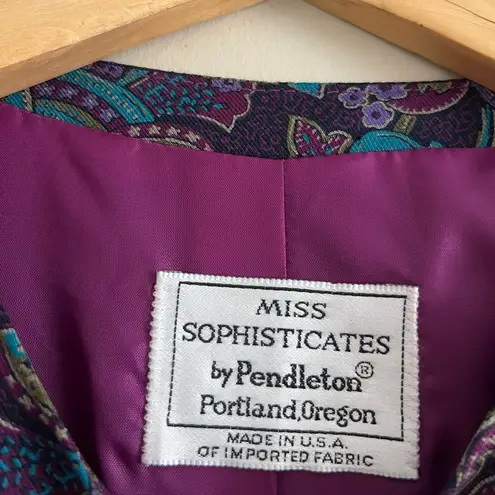 MISS
SOPHISTICATES
by Pendleton®
Portland, Oregon
MADE IN U.S.A.
OF IMPORTED FABRIC